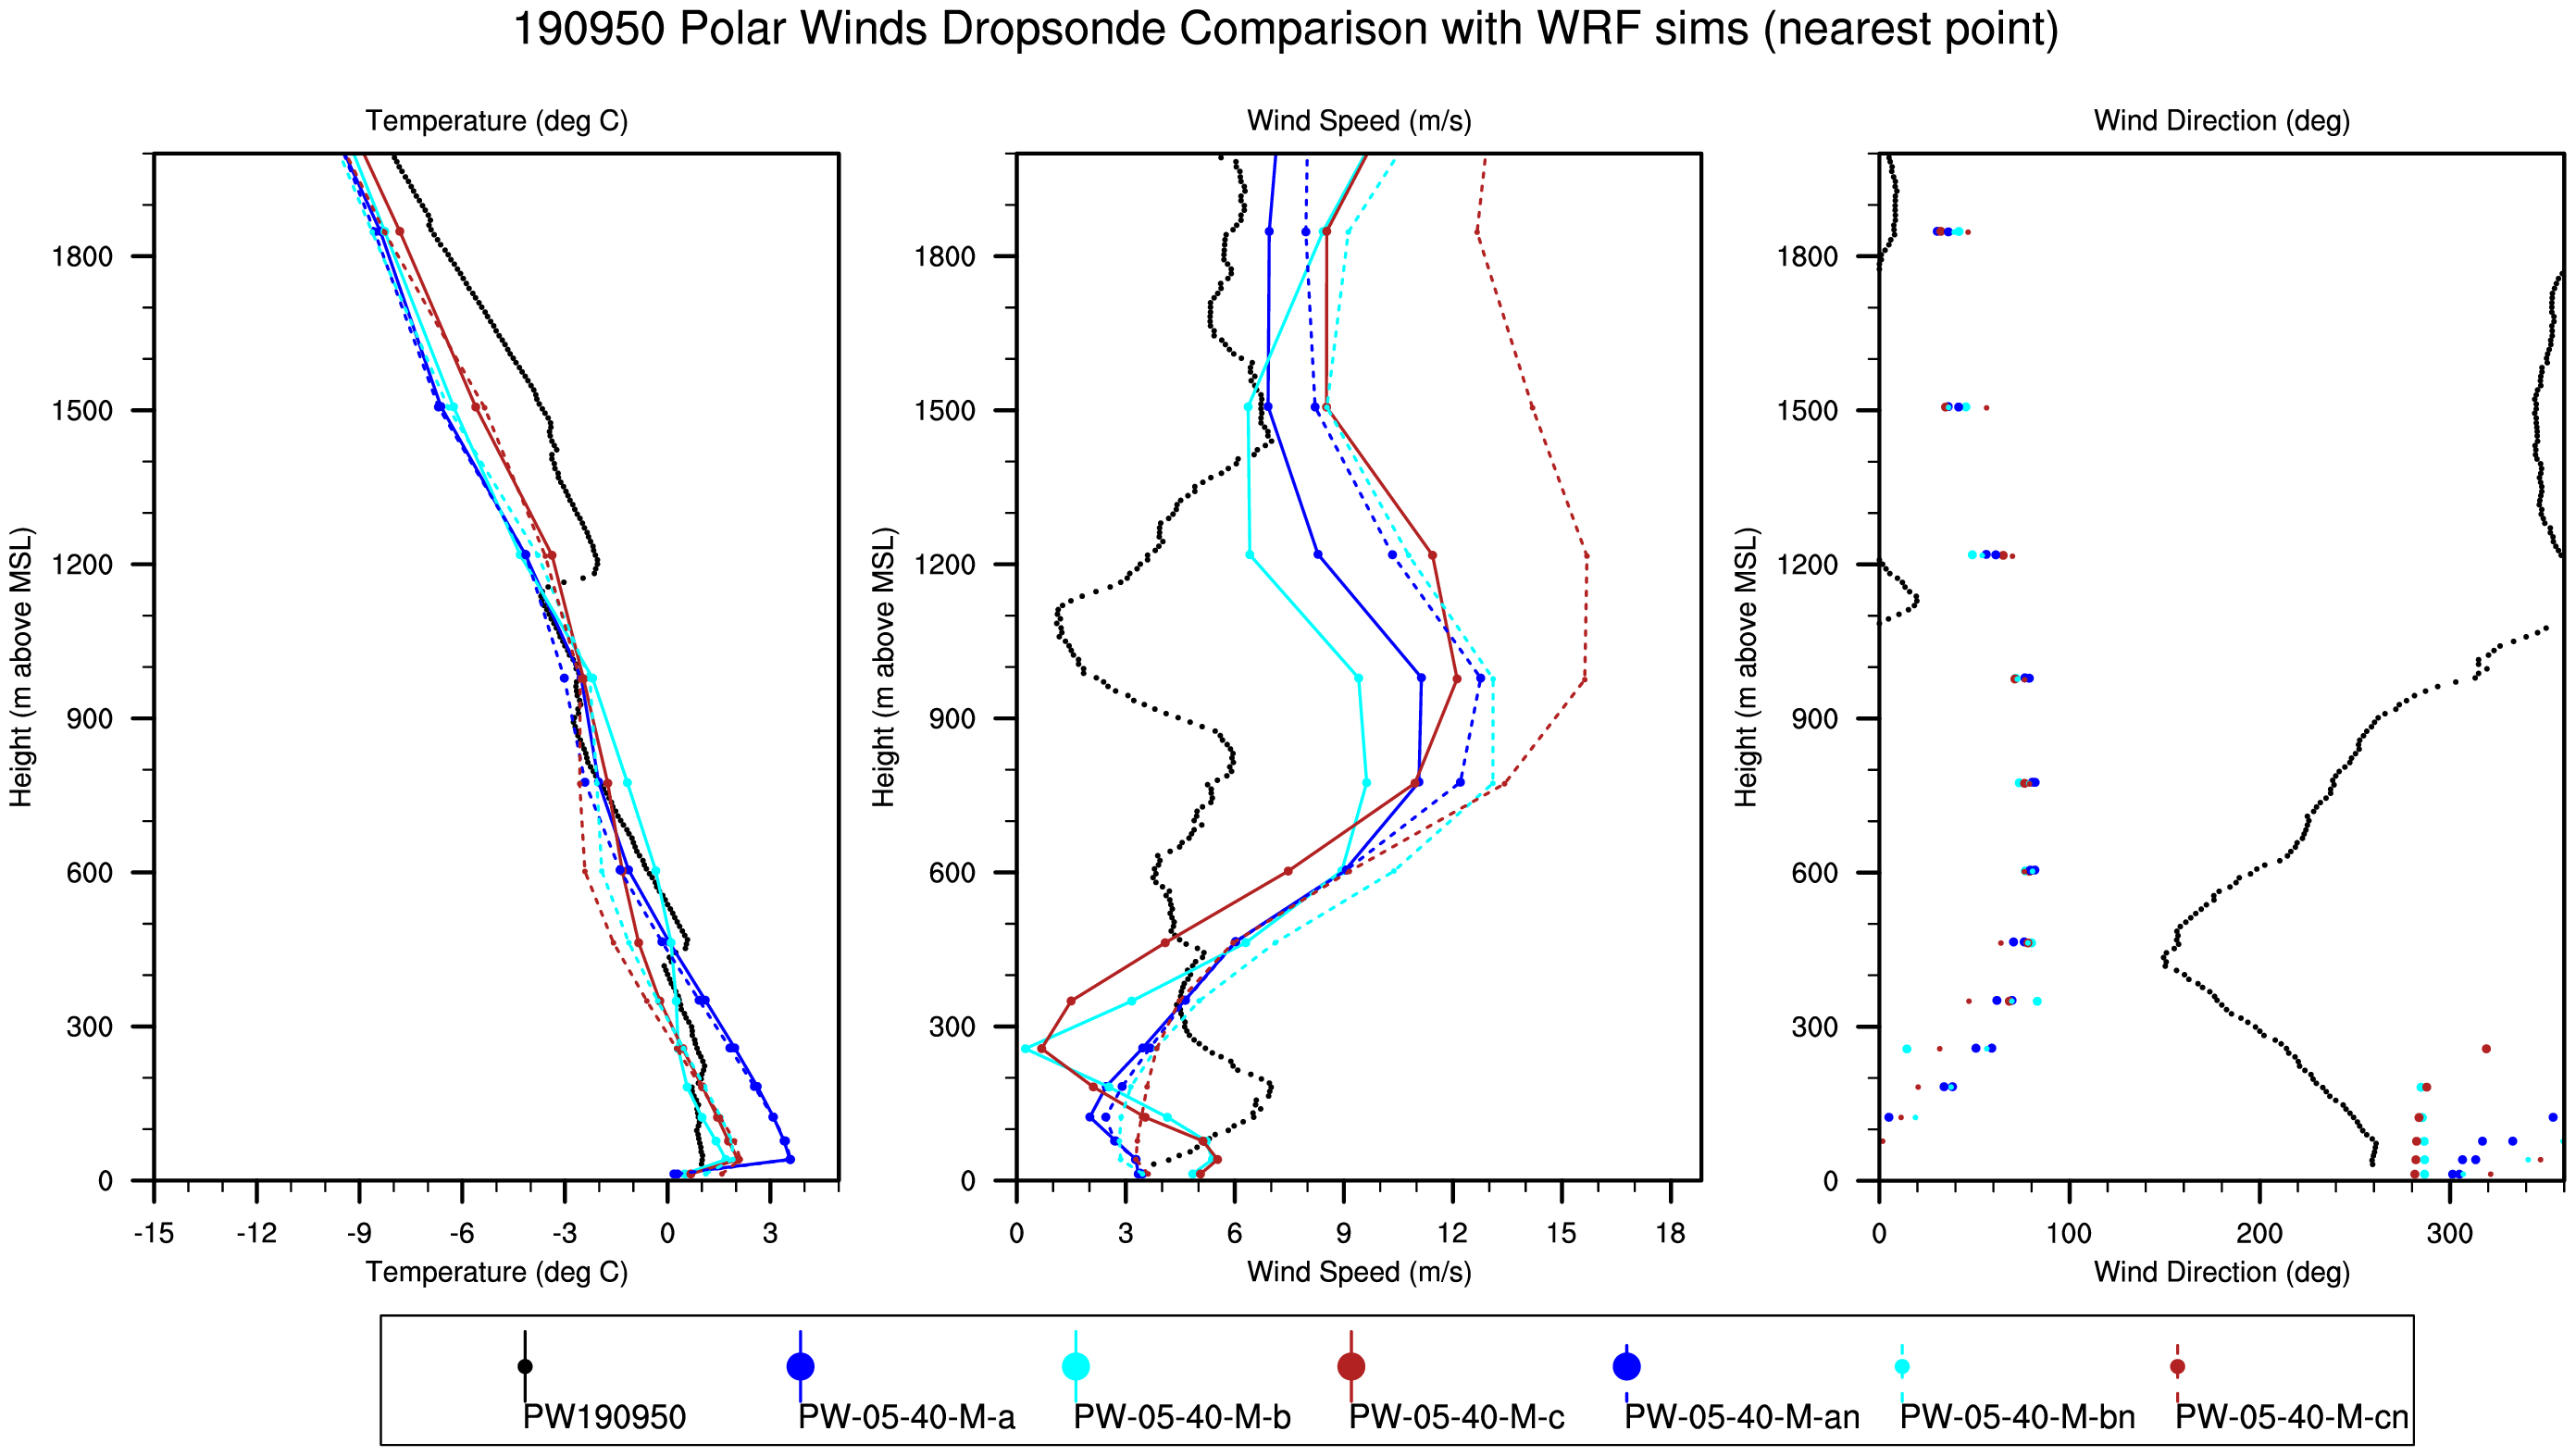 190950 Polar Winds Dropsonde Comparison with WRF sims (nearest point)
Temperature (deg C)
Wind Speed (m/s)
Wind Direction (deg)
Height (m above MSL)
1800
1500
1200
900
600
300
0
-15 -12 -9 -6 -3 0 3
Temperature (deg C)
Height (m above MSL)
1800
1500
1200
900
600
300
0
0 3 6 9 12 15 18
Wind Speed (m/s)
Height (m above MSL)
1800
1500
1200
900
600
300
0
0 100 200 300
Wind Direction (deg)
PW190950 PW-05-40-M-a PW-05-40-M-b PW-05-40-M-c PW-05-40-M-an PW-05-40-M-bn PW-05-40-M-cn